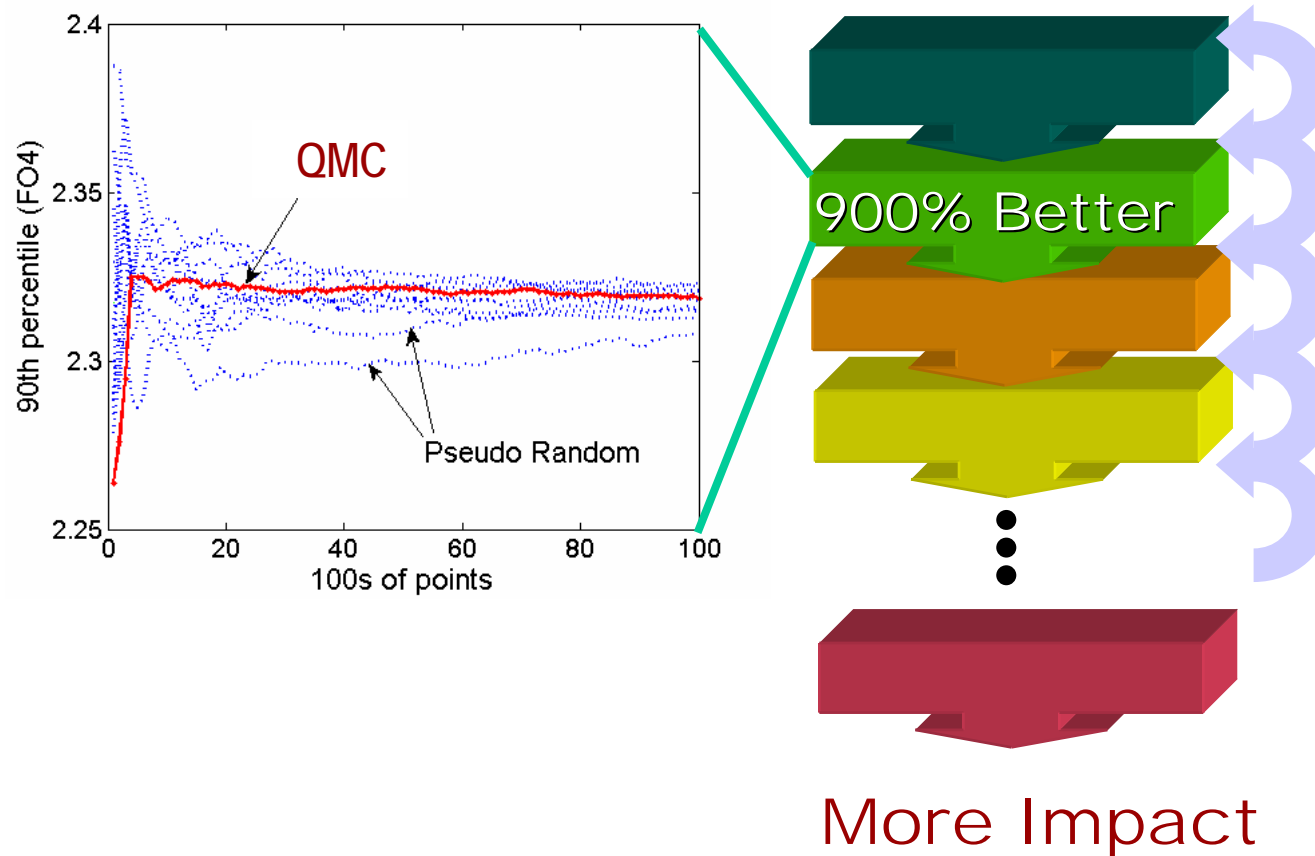 2.4
2.35
2.3
2.25
90th percentile (FO4)
QMC
Pseudo Random
0 20 40 60 80 100
100s of points
900% Better
More Impact